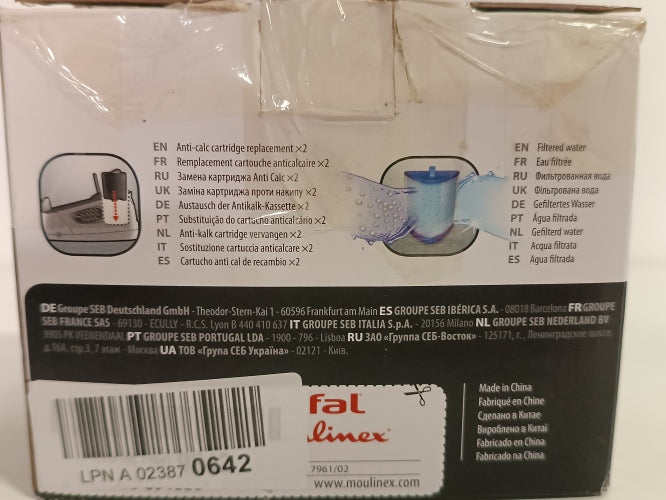 EN Anti-calc cartridge replacement ×2
FR Remplacement cartouche anticalcaire ×2
RU Замена картриджа Anti Calc ×2
UK Заміна картриджа проти накипу ×2
DE Austausch der Antikalk-Kassette ×2
PT Substituição do cartucho anticalcário ×2
NL Anti-kalk cartridge vervangen ×2
IT Sostituzione cartuccia anticalcare ×2
ES Cartucho anti cal de recambio ×2
EN Filtered water
FR Eau filtrée
RU Фильтрованная вода
UK Фільтрована вода
DE Gefiltertes Wasser
PT Água filtrada
NL Gefilterd water
IT Acqua filtrata
ES Agua filtrada
DE Groupe SEB Deutschland GmbH - Theodor-Stern-Kai 1 - 60596 Frankfurt am Main ES GROUPE SEB IBÉRICA S.A. - 08018 Barcelona FR GROUPE
SEB FRANCE SAS - 69130 - ECULLY - R.C.S. Lyon B 440 410 637 IT GROUPE SEB ITALIA S.p.A. - 20156 Milano NL GROUPE SEB NEDERLAND BV
3905 PK VEENENDAAL PT GROUPE SEB PORTUGAL LDA - 1900 - 796 - Lisboa RU ЗАО «Группа СЕБ-Восток» - 125171, г., Ленинградское шоссе,
д.16А, стр.3, 7 этаж - Москва UA ТОВ «Група СЕБ Україна» - 02121 - Київ.
fal
linex
7961/02
www.moulinex.com
LPN A 02387 0642
Made in China
Fabriqué en Chine
Сделано в Китае
Вироблено в Китаї
Fabricado en China
Fabricado na China